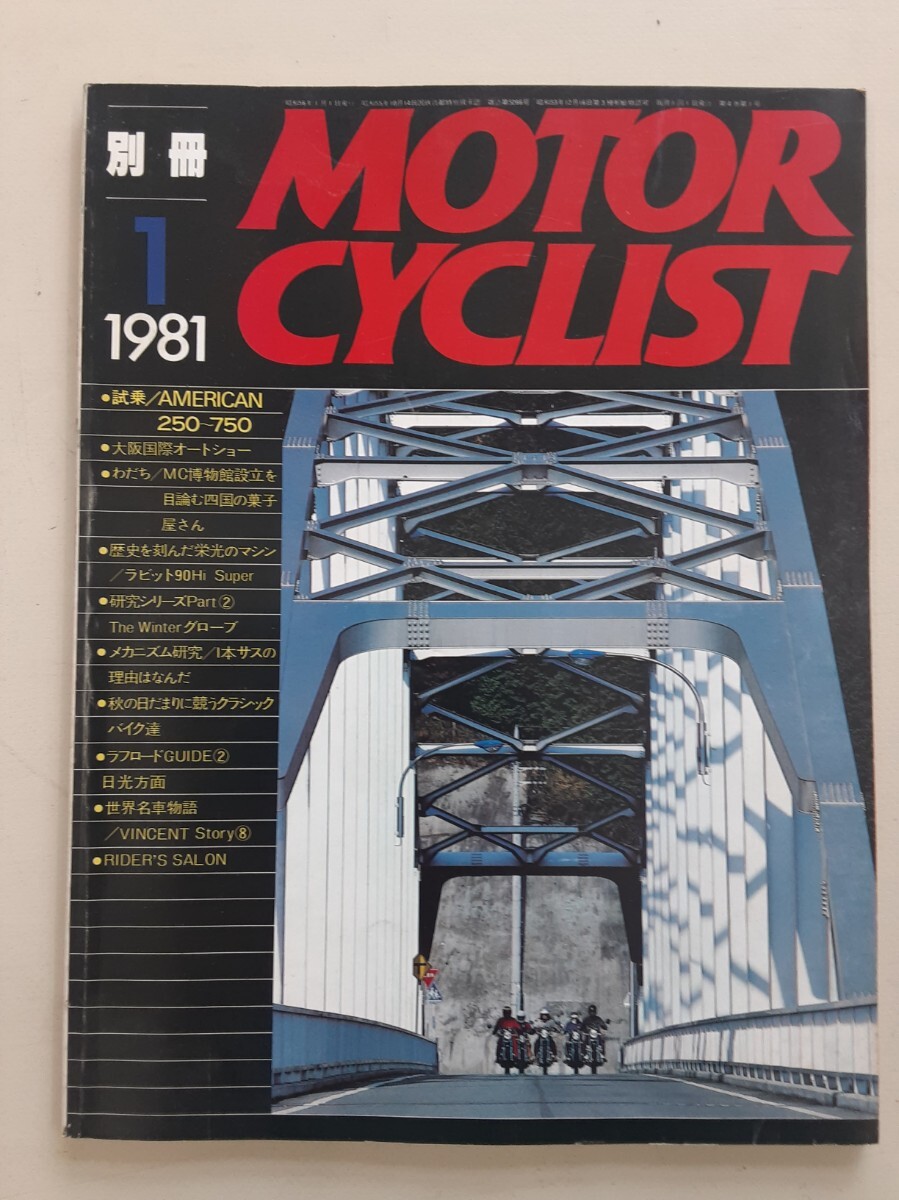 別冊
1
1981
MOTOR
CYCLIST
●試乗/AMERICAN
250~750
●大阪国際オートショー
●わだち/MC博物館設立を
目論む四国の菓子
屋さん
●歴史を刻んだ栄光のマシン
/ラビット90Hi Super
●研究シリーズPart②
The Winterグローブ
●メカニズム研究/1本サスの
理由はなんだ
●秋の日だまりに競うクラシック
バイク達
●ラフロードGUIDE②
日光方面
●世界名車物語
/VINCENT Story⑧
●RIDER'S SALON